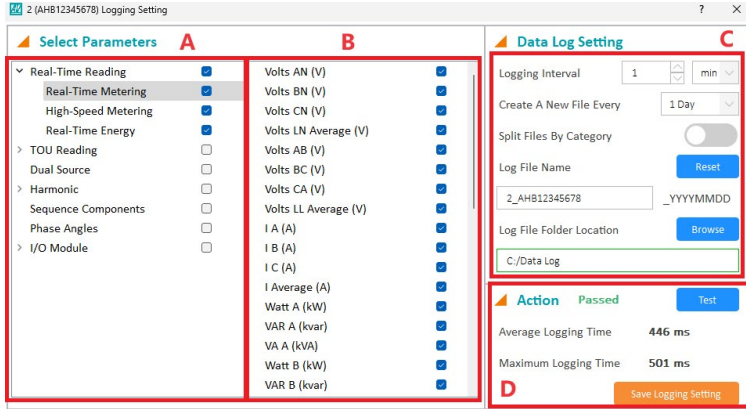 2 (AHB12345678) Logging Setting
? ×
Select Parameters A
Real-Time Reading
Real-Time Metering
High-Speed Metering
Real-Time Energy
TOU Reading
Dual Source
Harmonic
Sequence Components
Phase Angles
I/O Module
B
Volts AN (V)
Volts BN (V)
Volts CN (V)
Volts LN Average (V)
Volts AB (V)
Volts BC (V)
Volts CA (V)
Volts LL Average (V)
I A (A)
I B (A)
I C (A)
I Average (A)
Watt A (kW)
VAR A (kvar)
VA A (kVA)
Watt B (kW)
VAR B (kvar)
Data Log Setting C
Logging Interval 1 min
Create A New File Every 1 Day
Split Files By Category
Log File Name Reset
2_AHB12345678 _YYYYMMDD
Log File Folder Location Browse
C:/Data Log
Action Passed Test
Average Logging Time 446 ms
Maximum Logging Time 501 ms
D Save Logging Setting